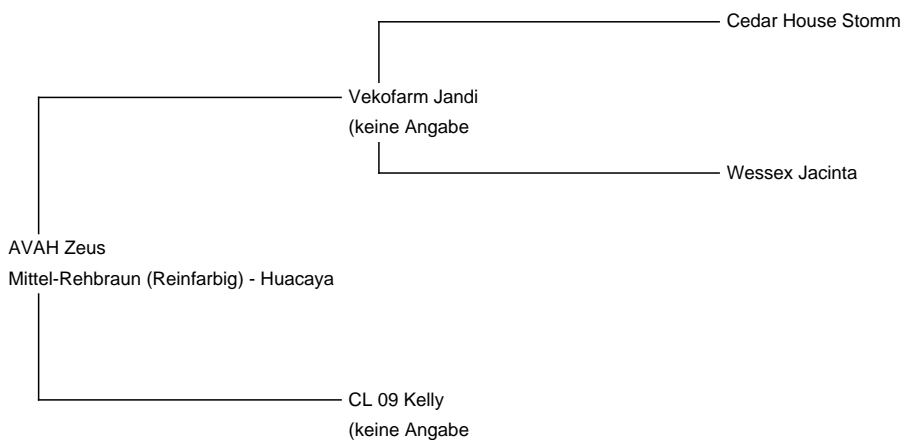 Cedar House Stomm
Vekofarm Jandi
(keine Angabe
Wessex Jacinta
AVAH Zeus
Mittel-Rehbraun (Reinfarbig) - Huacaya
CL 09 Kelly
(keine Angabe